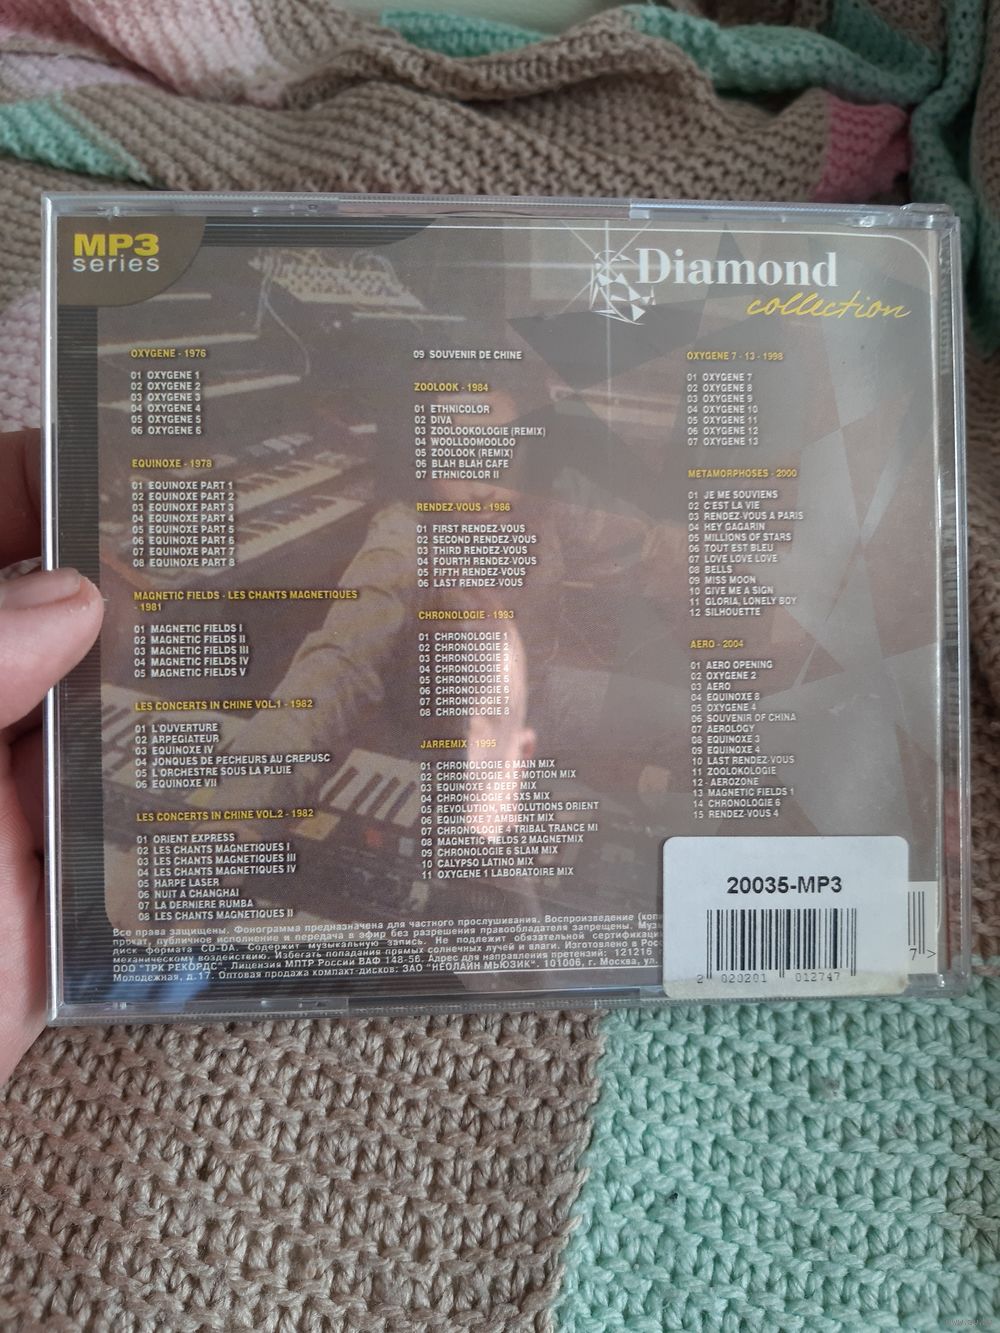 MP3
series
Diamond
collection
OXYGENE - 1976
01 OXYGENE 1
02 OXYGENE 2
03 OXYGENE 3
04 OXYGENE 4
05 OXYGENE 5
06 OXYGENE 6
EQUINOXE - 1978
01 EQUINOXE PART 1
02 EQUINOXE PART 2
03 EQUINOXE PART 3
04 EQUINOXE PART 4
05 EQUINOXE PART 5
06 EQUINOXE PART 6
07 EQUINOXE PART 7
08 EQUINOXE PART 8
MAGNETIC FIELDS - LES CHANTS MAGNETIQUES
- 1981
01 MAGNETIC FIELDS I
02 MAGNETIC FIELDS II
03 MAGNETIC FIELDS III
04 MAGNETIC FIELDS IV
05 MAGNETIC FIELDS V
LES CONCERTS IN CHINE VOL.1 - 1982
01 L'OUVERTURE
02 ARPEGIATEUR
03 EQUINOXE IV
04 JONQUES DE PECHEURS AU CREPUSC
05 L'ORCHESTRE SOUS LA PLUIE
06 EQUINOXE VII
LES CONCERTS IN CHINE VOL.2 - 1982
01 ORIENT EXPRESS
02 LES CHANTS MAGNETIQUES I
03 LES CHANTS MAGNETIQUES III
04 LES CHANTS MAGNETIQUES IV
05 HARPE LASER
06 NUIT A CHANGHAI
07 LA DERNIERE RUMBA
08 LES CHANTS MAGNETIQUES II
09 SOUVENIR DE CHINE
ZOOLOOK - 1984
01 ETHNICOLOR
02 DIVA
03 ZOOLOOKOLOGIE (REMIX)
04 WOOLLOOMOOLOO
05 ZOOLOOK (REMIX)
06 BLAH BLAH CAFE
07 ETHNICOLOR II
RENDEZ-VOUS - 1986
01 FIRST RENDEZ-VOUS
02 SECOND RENDEZ-VOUS
03 THIRD RENDEZ-VOUS
04 FOURTH RENDEZ-VOUS
05 FIFTH RENDEZ-VOUS
06 LAST RENDEZ-VOUS
CHRONOLOGIE - 1993
01 CHRONOLOGIE 1
02 CHRONOLOGIE 2
03 CHRONOLOGIE 3
04 CHRONOLOGIE 4
05 CHRONOLOGIE 5
06 CHRONOLOGIE 6
07 CHRONOLOGIE 7
08 CHRONOLOGIE 8
JARREMIX - 1995
01 CHRONOLOGIE 6 MAIN MIX
02 CHRONOLOGIE 4 E-MOTION MIX
03 EQUINOXE 4 DEEP MIX
04 CHRONOLOGIE 4 SXS MIX
05 REVOLUTION, REVOLUTIONS ORIENT
06 EQUINOXE 7 AMBIENT MIX
07 CHRONOLOGIE 4 TRIBAL TRANCE MI
08 MAGNETIC FIELDS 2 MAGNETMIX
09 CHRONOLOGIE 6 SLAM MIX
10 CALYPSO LATINO MIX
11 OXYGENE 1 LABORATOIRE MIX
OXYGENE 7 - 13 - 1998
01 OXYGENE 7
02 OXYGENE 8
03 OXYGENE 9
04 OXYGENE 10
05 OXYGENE 11
06 OXYGENE 12
07 OXYGENE 13
METAMORPHOSES - 2000
01 JE ME SOUVIENS
02 C'EST LA VIE
03 RENDEZ-VOUS A PARIS
04 HEY GAGARIN
05 MILLIONS OF STARS
06 TOUT EST BLEU
07 LOVE LOVE LOVE
08 BELLS
09 MISS MOON
10 GIVE ME A SIGN
11 GLORIA, LONELY BOY
12 SILHOUETTE
AERO - 2004
01 AERO OPENING
02 OXYGENE 2
03 AERO
04 EQUINOXE 8
05 OXYGENE 4
06 SOUVENIR OF CHINA
07 AEROLOGY
08 EQUINOXE 3
09 EQUINOXE 4
10 LAST RENDEZ-VOUS
11 ZOOLOKOLOGIE
12 - AEROZONE
13 MAGNETIC FIELDS 1
14 CHRONOLOGIE 6
15 RENDEZ-VOUS 4
Все права защищены. Фонограмма предназначена для частного прослушивания. Воспроизведение (копи
прокат, публичное исполнение и передача в эфир без разрешения правообладателя запрещены. Муз
диск формата CD-DA. Содержит музыкальную запись. Не подлежит обязательной сертификаци
механическому воздействию. Избегать попадания прямых солнечных лучей и влаги. Изготовлено в Рос
ООО "ТРК РЕКОРДС", Лицензия МПТР России ВАФ 148-56. Адрес для направления претензий: 121216
Молодежная, д.17. Оптовая продажа компакт-дисков: ЗАО "НЕОЛАЙН МЬЮЗИК". 101006, г. Москва, ул.
20035-MP3
2 020201 012747
7 >